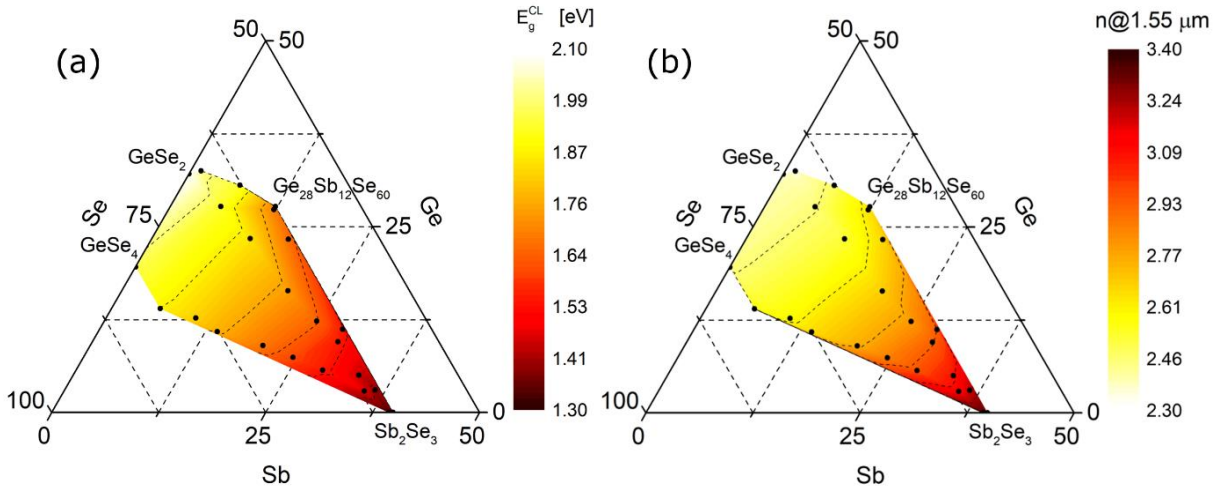 (a)
50
50
E_g^CL [eV]
2.10
1.99
1.87
1.76
1.64
1.53
1.41
1.30
GeSe₂
Ge₂₈Sb₁₂Se₆₀
Se
75
25
Ge
GeSe₄
100
0
Sb₂Se₃
0
25
50
Sb
(b)
50
50
n@1.55 μm
3.40
3.24
3.09
2.93
2.77
2.61
2.46
2.30
GeSe₂
Ge₂₈Sb₁₂Se₆₀
Se
75
25
Ge
GeSe₄
100
0
Sb₂Se₃
0
25
50
Sb